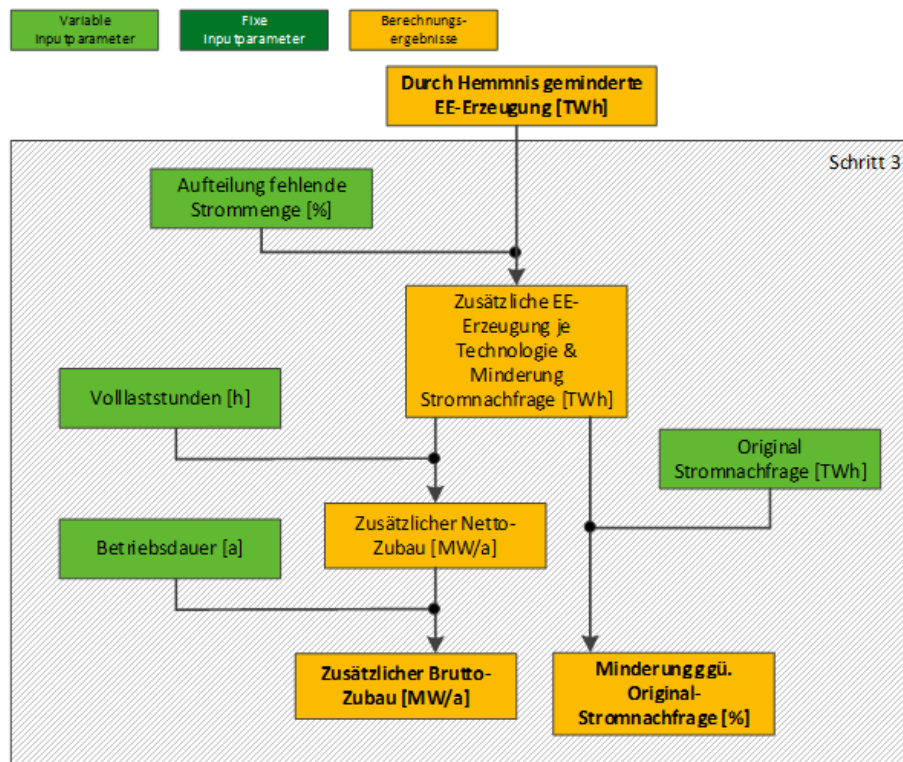 Variable
Inputparameter
Fixe
Inputparameter
Berechnungs-
ergebnisse
Durch Hemmnis geminderte
EE-Erzeugung [TWh]
Schritt 3
Aufteilung fehlende
Strommenge [%]
Zusätzliche EE-
Erzeugung je
Technologie &
Minderung
Stromnachfrage [TWh]
Volllaststunden [h]
Original
Stromnachfrage [TWh]
Zusätzlicher Netto-
Zubau [MW/a]
Betriebsdauer [a]
Zusätzlicher Brutto-
Zubau [MW/a]
Minderung ggü.
Original-
Stromnachfrage [%]